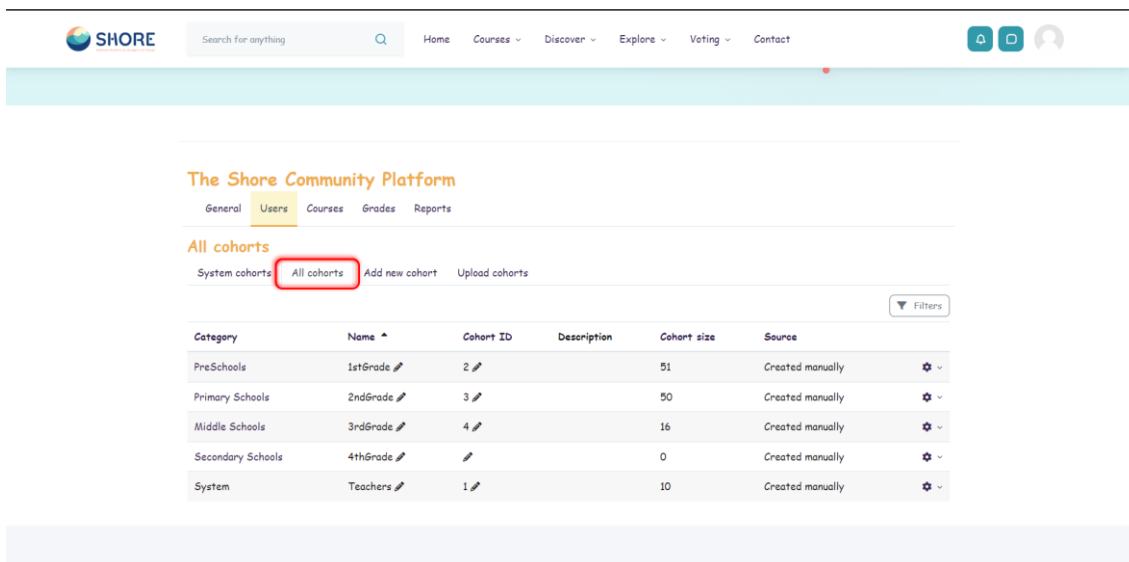 SHORE
Search for anything
Home Courses Discover Explore Voting Contact
The Shore Community Platform
General Users Courses Grades Reports
All cohorts
System cohorts All cohorts Add new cohort Upload cohorts
Filters
Category Name Cohort ID Description Cohort size Source
PreSchools 1stGrade 2 51 Created manually
Primary Schools 2ndGrade 3 50 Created manually
Middle Schools 3rdGrade 4 16 Created manually
Secondary Schools 4thGrade 0 Created manually
System Teachers 1 10 Created manually